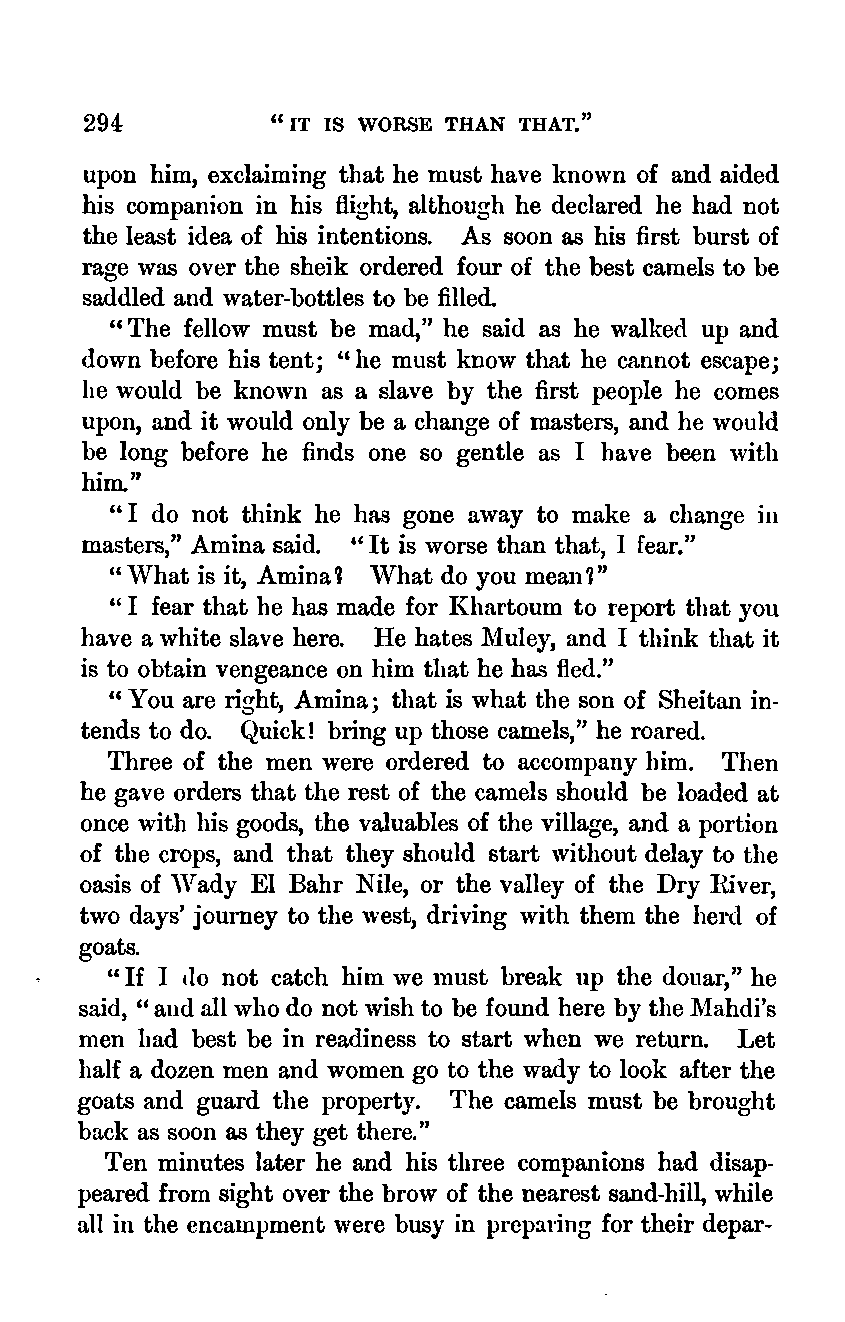 294 “IT IS WORSE THAN THAT.”
upon him, exclaiming that he must have known of and aided
his companion in his flight, although he declared he had not
the least idea of his intentions. As soon as his first burst of
rage was over the sheik ordered four of the best camels to be
saddled and water-bottles to be filled.
“The fellow must be mad,” he said as he walked up and
down before his tent; “he must know that he cannot escape;
he would be known as a slave by the first people he comes
upon, and it would only be a change of masters, and he would
be long before he finds one so gentle as I have been with
him.”
“I do not think he has gone away to make a change in
masters,” Amina said. “It is worse than that, I fear.”
“What is it, Amina? What do you mean?”
“I fear that he has made for Khartoum to report that you
have a white slave here. He hates Muley, and I think that it
is to obtain vengeance on him that he has fled.”
“You are right, Amina; that is what the son of Sheitan in-
tends to do. Quick! bring up those camels,” he roared.
Three of the men were ordered to accompany him. Then
he gave orders that the rest of the camels should be loaded at
once with his goods, the valuables of the village, and a portion
of the crops, and that they should start without delay to the
oasis of Wady El Bahr Nile, or the valley of the Dry River,
two days’ journey to the west, driving with them the herd of
goats.
“If I do not catch him we must break up the douar,” he
said, “and all who do not wish to be found here by the Mahdi’s
men had best be in readiness to start when we return. Let
half a dozen men and women go to the wady to look after the
goats and guard the property. The camels must be brought
back as soon as they get there.”
Ten minutes later he and his three companions had disap-
peared from sight over the brow of the nearest sand-hill, while
all in the encampment were busy in preparing for their depar-